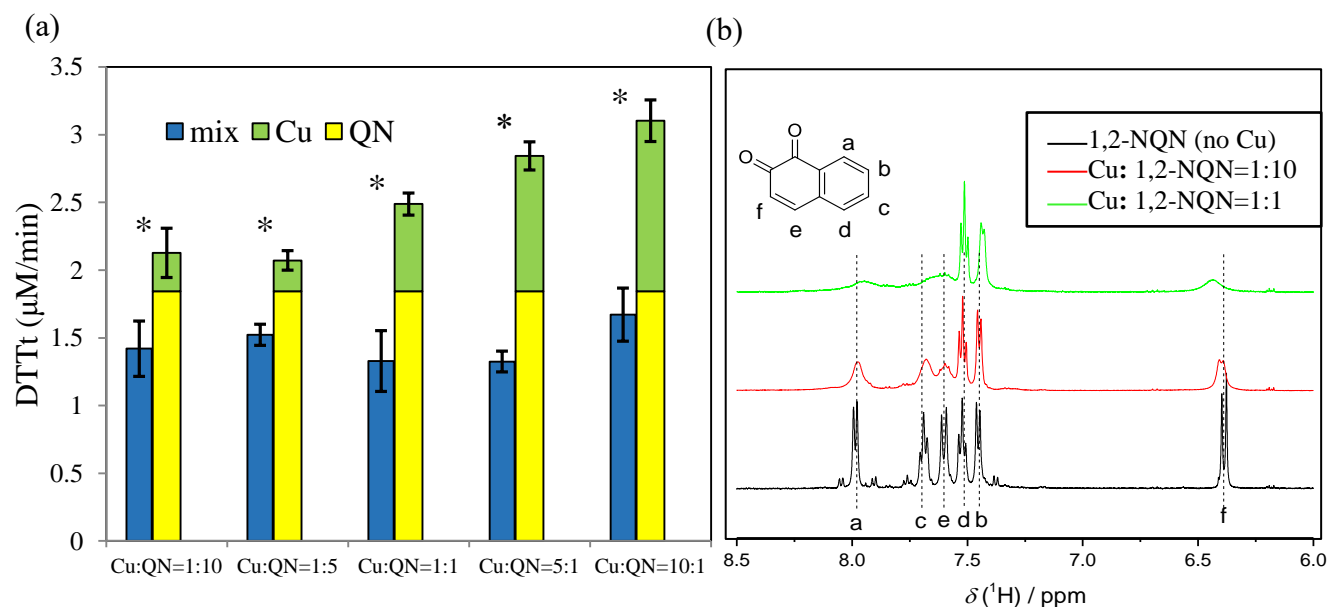 (a)
DTTt (μM/min)
3.5
3
2.5
2
1.5
1
0.5
0
mix Cu QN
* * * * *
Cu:QN=1:10 Cu:QN=1:5 Cu:QN=1:1 Cu:QN=5:1 Cu:QN=10:1
(b)
1,2-NQN (no Cu)
Cu: 1,2-NQN=1:10
Cu: 1,2-NQN=1:1
O
O
a
b
c
d
e
f
a c e d b f
8.5 8.0 7.5 7.0 6.5 6.0
δ (¹H) / ppm